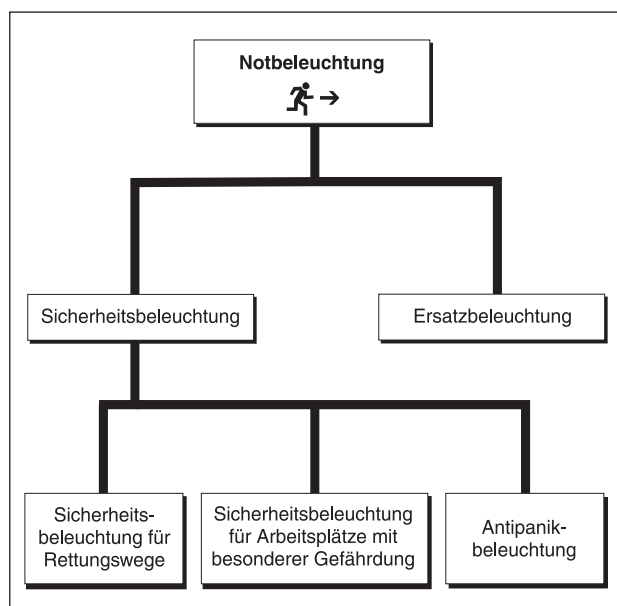 Notbeleuchtung
Sicherheitsbeleuchtung
Ersatzbeleuchtung
Sicherheits-
beleuchtung für
Rettungswege
Sicherheitsbeleuchtung
für Arbeitsplätze mit
besonderer Gefährdung
Antipanik-
beleuchtung